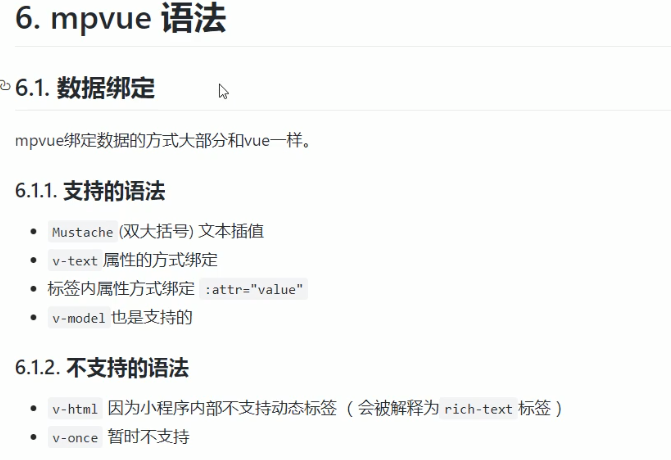 6. mpvue 语法
6.1. 数据绑定
mpvue绑定数据的方式大部分和vue一样。
6.1.1. 支持的语法
Mustache(双大括号) 文本插值
v-text 属性的方式绑定
标签内属性方式绑定 :attr="value"
v-model 也是支持的
6.1.2. 不支持的语法
v-html 因为小程序内部不支持动态标签 （ 会被解释为 rich-text 标签 ）
v-once 暂时不支持